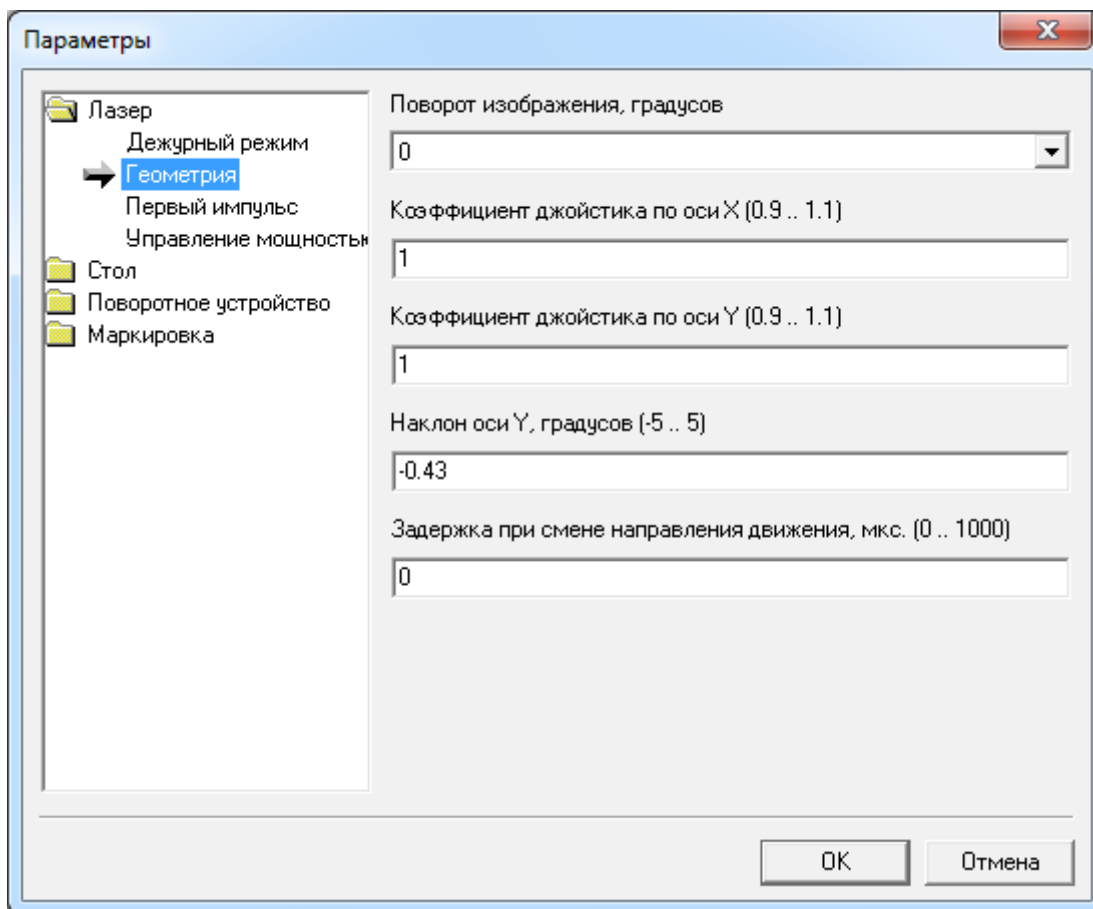 Параметры
Лазер
Дежурный режим
Геометрия
Первый импульс
Управление мощность
Стол
Поворотное устройство
Маркировка
Поворот изображения, градусов
0
Коэффициент джойстика по оси X (0.9 .. 1.1)
1
Коэффициент джойстика по оси Y (0.9 .. 1.1)
1
Наклон оси Y, градусов (-5 .. 5)
-0.43
Задержка при смене направления движения, мкс. (0 .. 1000)
0
OK
Отмена